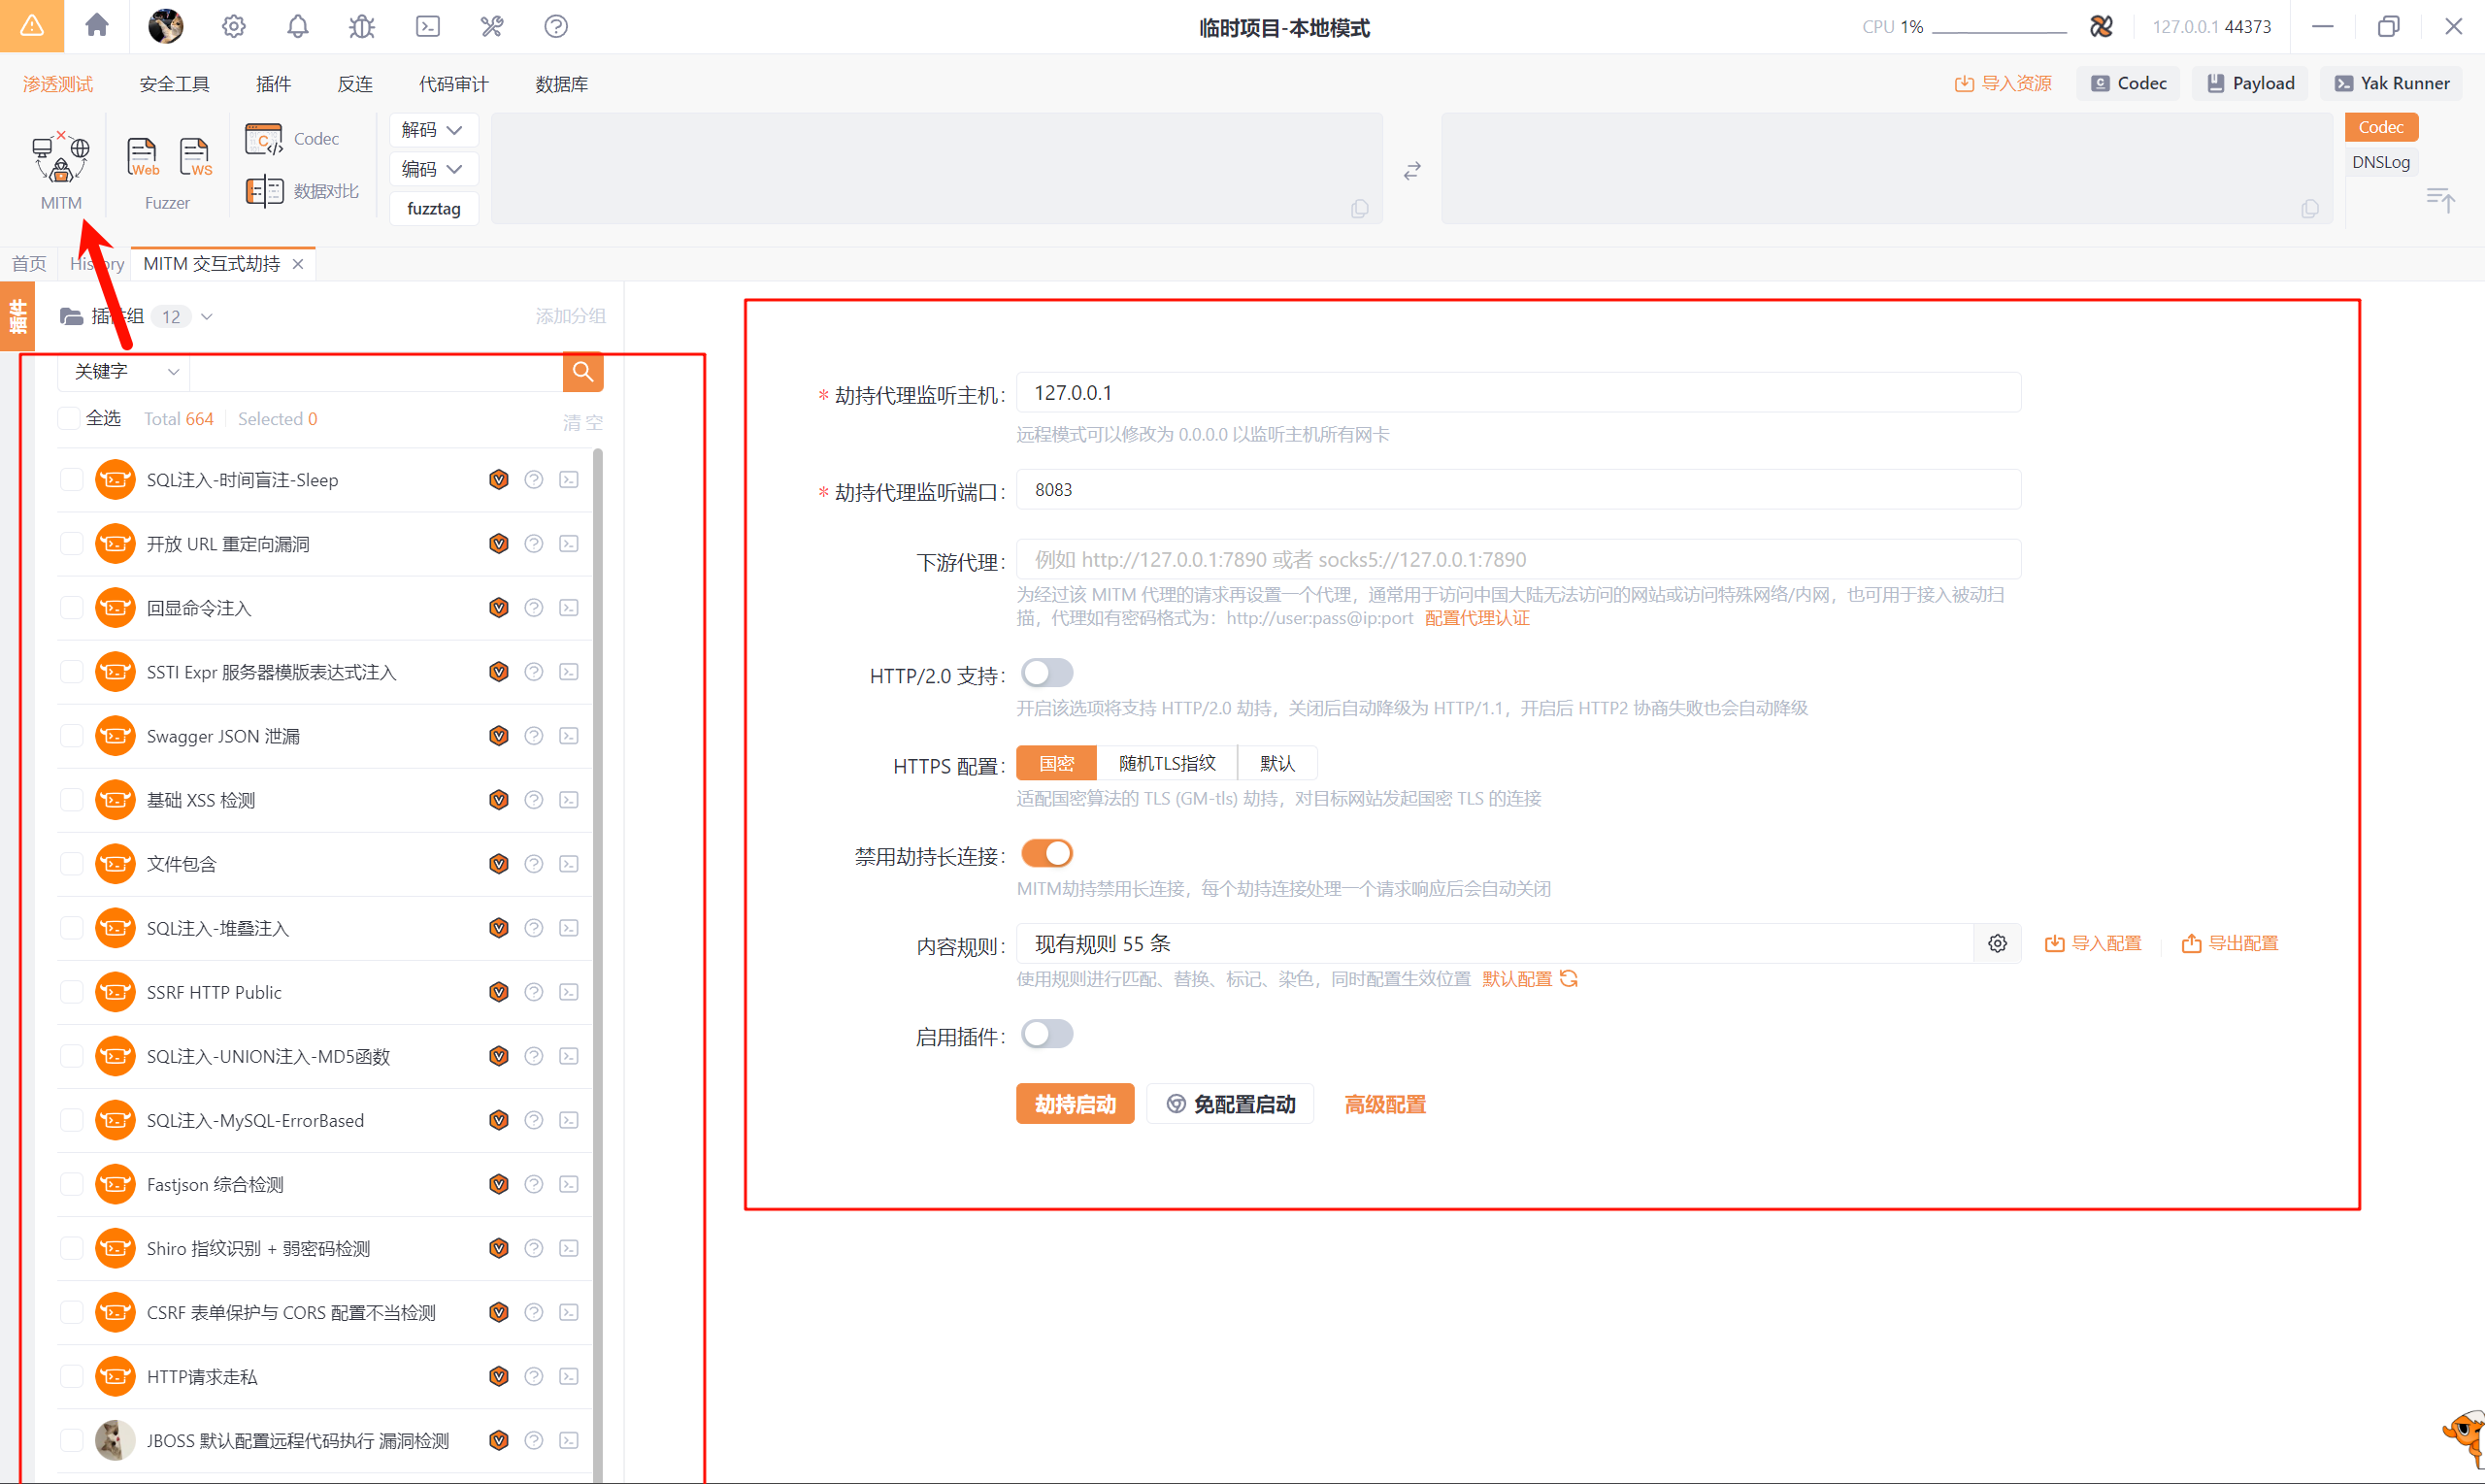 临时项目-本地模式
CPU 1%
127.0.0.1 44373
渗透测试
安全工具
插件
反连
代码审计
数据库
导入资源
Codec
Payload
Yak Runner
MITM
Web
WS
Fuzzer
Codec
数据对比
解码
编码
fuzztag
Codec
DNSLog
首页
History
MITM 交互式劫持
插件
插件组 12
添加分组
关键字
全选 Total 664 Selected 0
清空
SQL注入-时间盲注-Sleep
开放 URL 重定向漏洞
回显命令注入
SSTI Expr 服务器模版表达式注入
Swagger JSON 泄漏
基础 XSS 检测
文件包含
SQL注入-堆叠注入
SSRF HTTP Public
SQL注入-UNION注入-MD5函数
SQL注入-MySQL-ErrorBased
Fastjson 综合检测
Shiro 指纹识别 + 弱密码检测
CSRF 表单保护与 CORS 配置不当检测
HTTP请求走私
JBOSS 默认配置远程代码执行 漏洞检测
* 劫持代理监听主机: 127.0.0.1
远程模式可以修改为 0.0.0.0 以监听主机所有网卡
* 劫持代理监听端口: 8083
下游代理: 例如 http://127.0.0.1:7890 或者 socks5://127.0.0.1:7890
为经过该 MITM 代理的请求再设置一个代理，通常用于访问中国大陆无法访问的网站或访问特殊网络/内网，也可用于接入被动扫
描，代理如有密码格式为：http://user:pass@ip:port 配置代理认证
HTTP/2.0 支持:
开启该选项将支持 HTTP/2.0 劫持，关闭后自动降级为 HTTP/1.1，开启后 HTTP2 协商失败也会自动降级
HTTPS 配置: 国密 随机TLS指纹 默认
适配国密算法的 TLS (GM-tls) 劫持，对目标网站发起国密 TLS 的连接
禁用劫持长连接:
MITM劫持禁用长连接，每个劫持连接处理一个请求响应后会自动关闭
内容规则: 现有规则 55 条 导入配置 导出配置
使用规则进行匹配、替换、标记、染色，同时配置生效位置 默认配置
启用插件:
劫持启动 免配置启动 高级配置